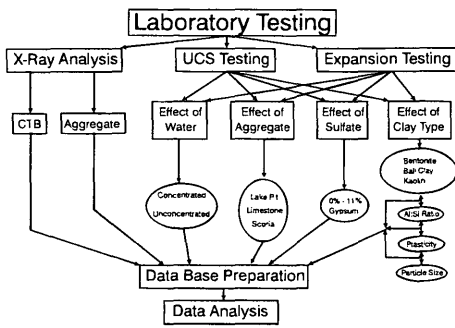 Laboratory Testing
X-Ray Analysis
UCS Testing
Expansion Testing
CTB
Aggregate
Effect of
Water
Effect of
Aggregate
Effect of
Sulfate
Effect of
Clay Type
Concentrated
Unconcentrated
Lake Pt
Limestone
Scoria
0% - 11%
Gypsum
Bentonite
Ball Clay
Kaolin
Al:Si Ratio
Plasticity
Particle Size
Data Base Preparation
Data Analysis